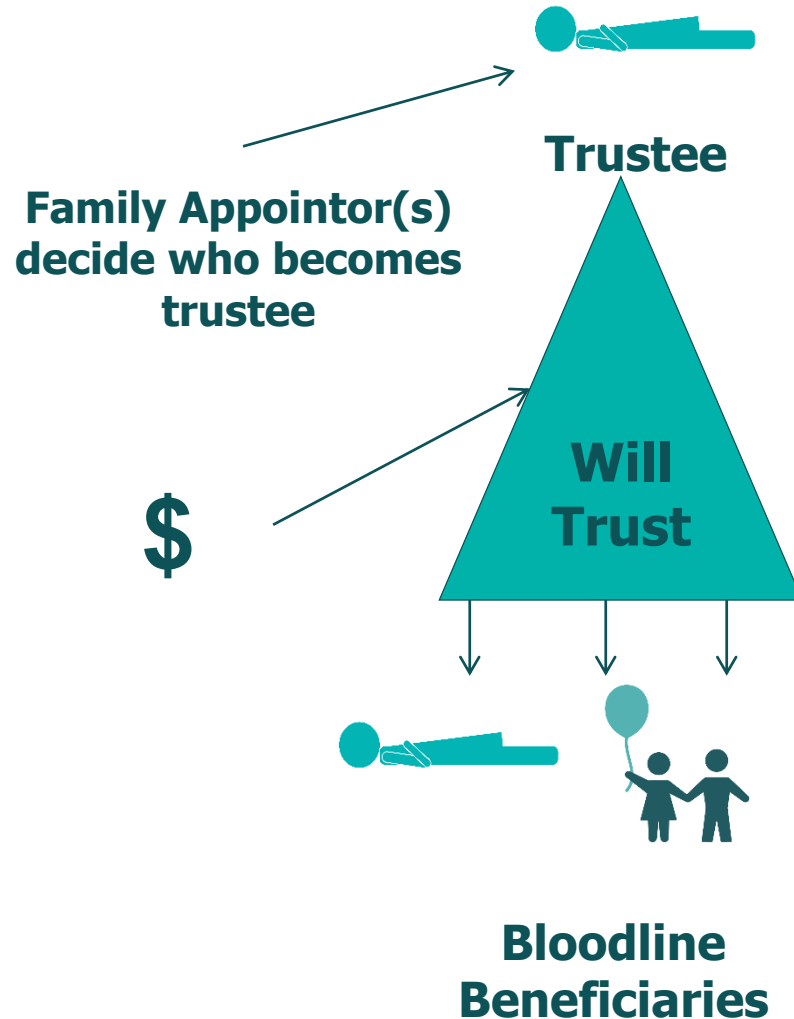 Trustee
Family Appointor(s)
decide who becomes
trustee
Will
Trust
$
Bloodline
Beneficiaries